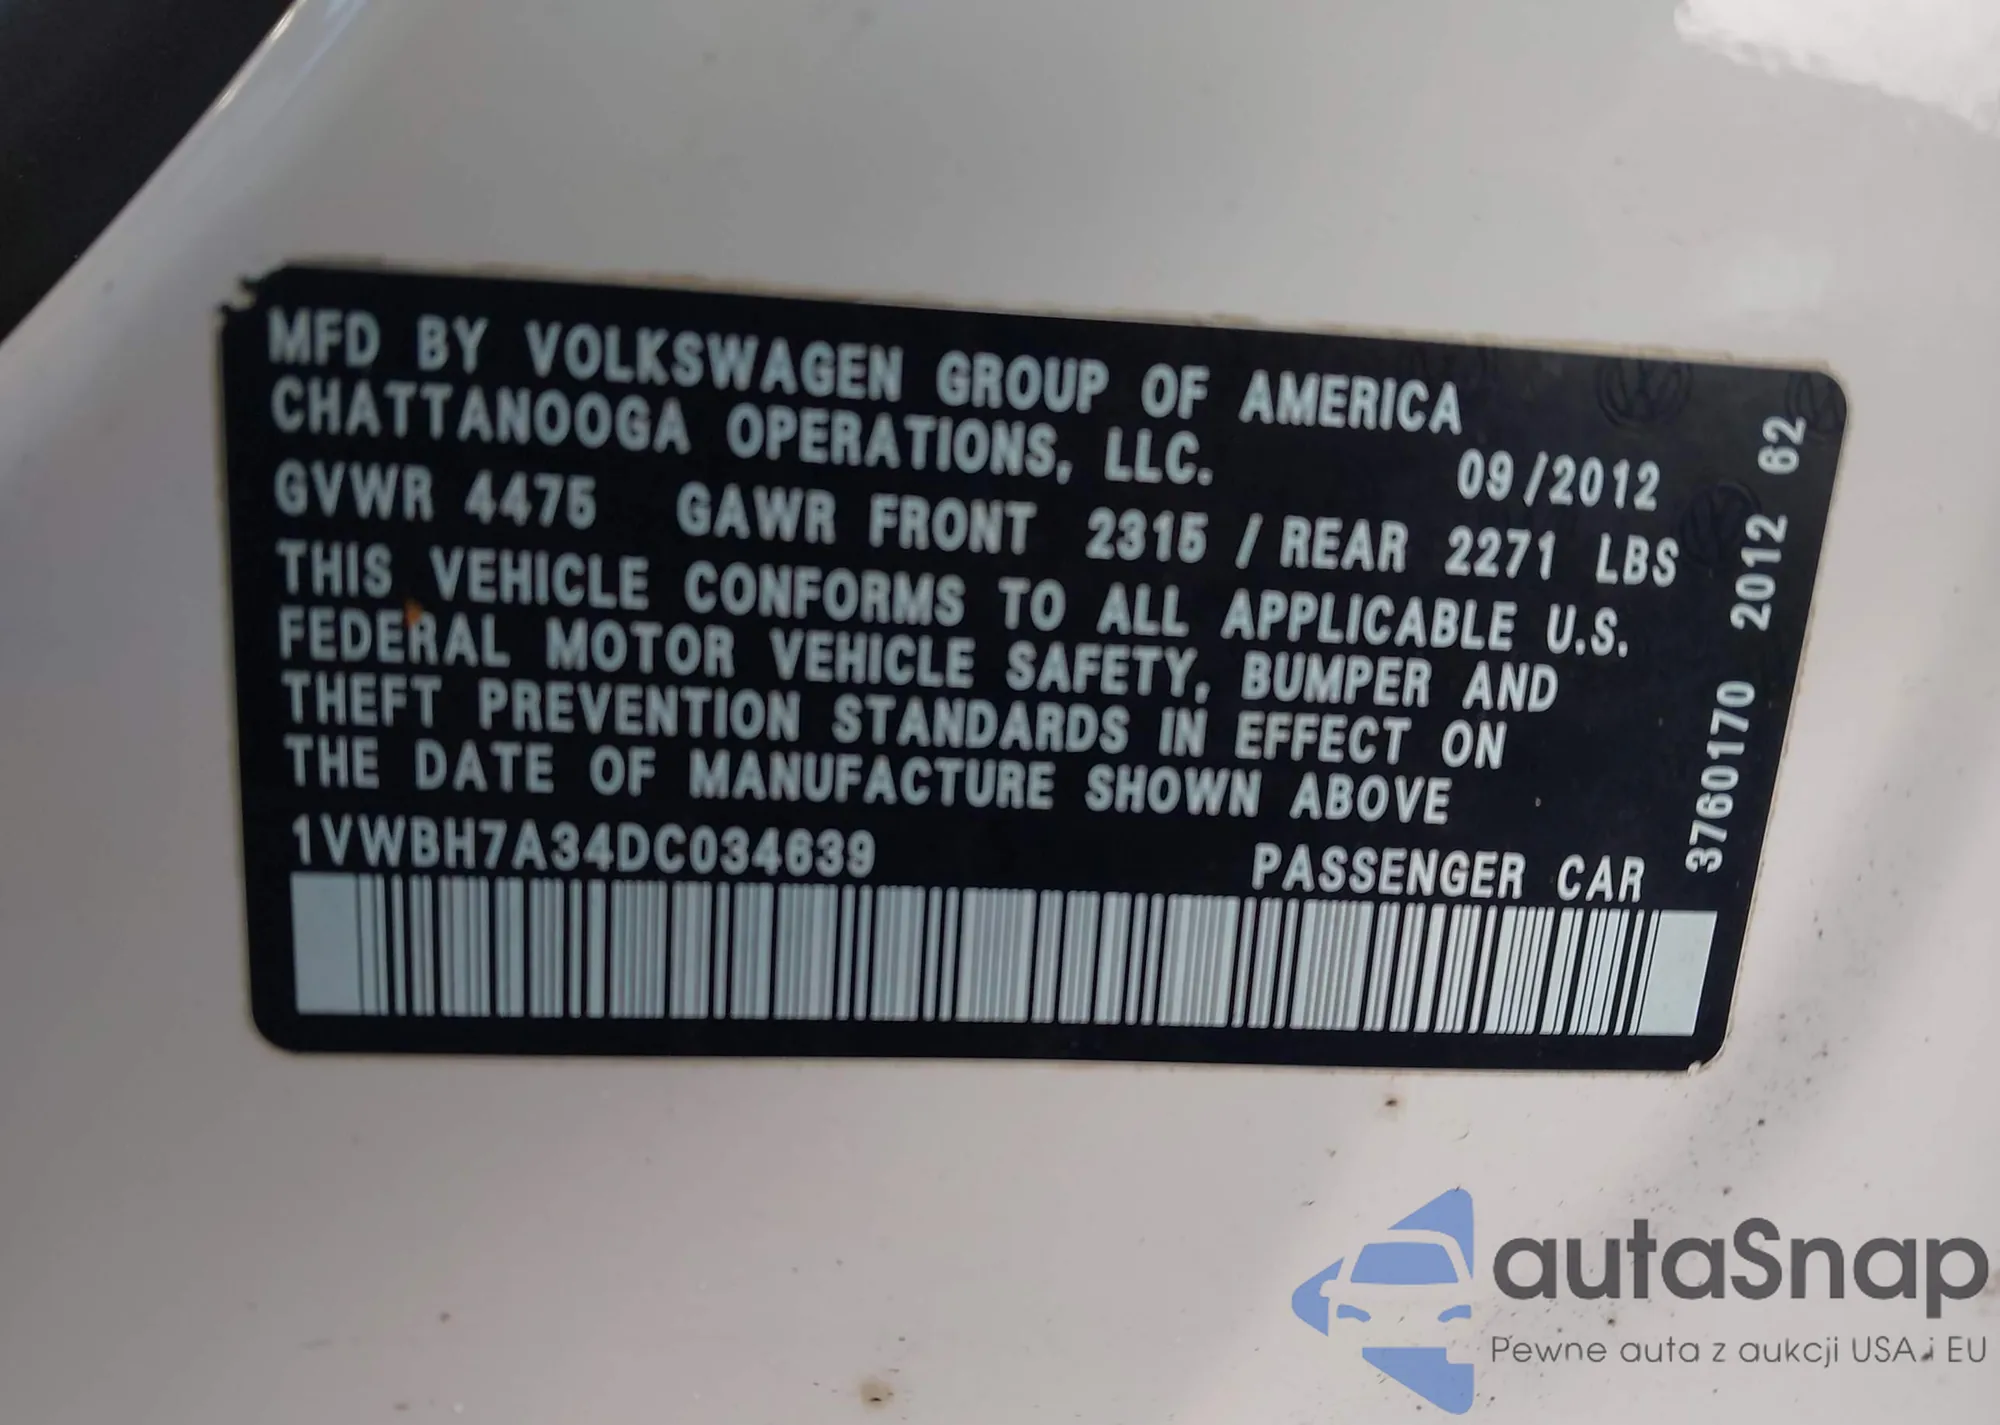 MFD BY VOLKSWAGEN GROUP OF AMERICA
CHATTANOOGA OPERATIONS, LLC.
09/2012
GVWR 4475 GAWR FRONT 2315 / REAR 2271 LBS
THIS VEHICLE CONFORMS TO ALL APPLICABLE U.S.
FEDERAL MOTOR VEHICLE SAFETY, BUMPER AND
THEFT PREVENTION STANDARDS IN EFFECT ON
THE DATE OF MANUFACTURE SHOWN ABOVE
1VWBH7A34DC034639 PASSENGER CAR
3760170 2012 62
autaSnap
Pewne auta z aukcji USA i EU